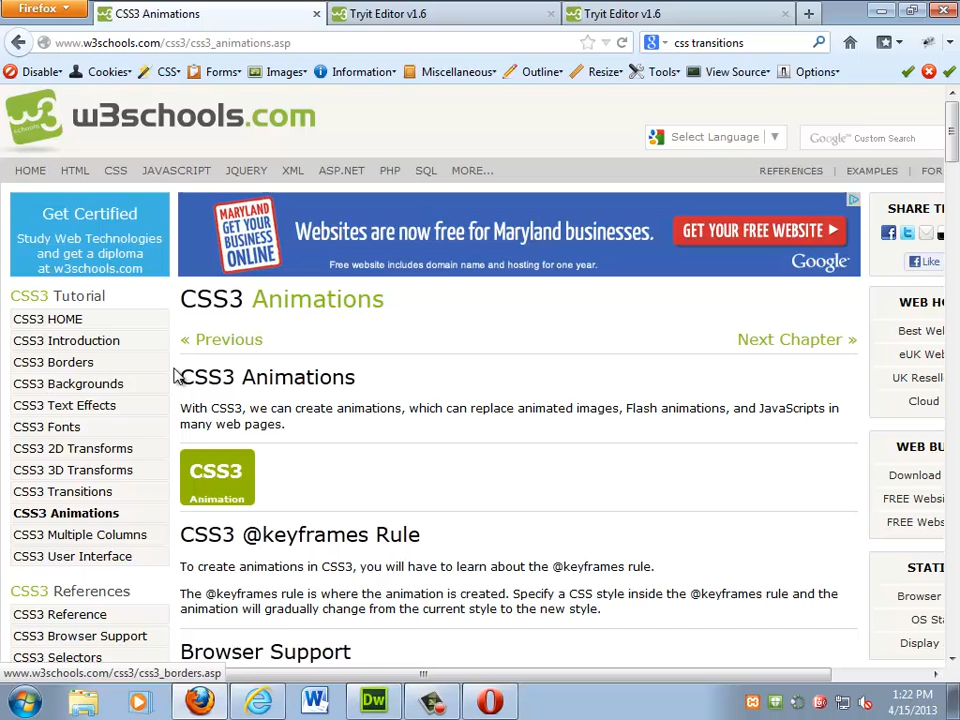 Firefox
CSS3 Animations
Tryit Editor v1.6
Tryit Editor v1.6
www.w3schools.com/css3/css3_animations.asp
css transitions
Disable
Cookies
CSS
Forms
Images
Information
Miscellaneous
Outline
Resize
Tools
View Source
Options
w3schools.com
Select Language
Google™ Custom Search
HOME
HTML
CSS
JAVASCRIPT
JQUERY
XML
ASP.NET
PHP
SQL
MORE...
REFERENCES
EXAMPLES
FOR
Get Certified
Study Web Technologies
and get a diploma
at w3schools.com
MARYLAND
GET YOUR
BUSINESS
ONLINE
Websites are now free for Maryland businesses.
Free website includes domain name and hosting for one year.
GET YOUR FREE WEBSITE
Google
SHARE T
Like
CSS3 Tutorial
CSS3 HOME
CSS3 Introduction
CSS3 Borders
CSS3 Backgrounds
CSS3 Text Effects
CSS3 Fonts
CSS3 2D Transforms
CSS3 3D Transforms
CSS3 Transitions
CSS3 Animations
CSS3 Multiple Columns
CSS3 User Interface
CSS3 References
CSS3 Reference
CSS3 Browser Support
CSS3 Selectors
CSS3 Animations
« Previous
Next Chapter »
CSS3 Animations
With CSS3, we can create animations, which can replace animated images, Flash animations, and JavaScripts in
many web pages.
CSS3
Animation
CSS3 @keyframes Rule
To create animations in CSS3, you will have to learn about the @keyframes rule.
The @keyframes rule is where the animation is created. Specify a CSS style inside the @keyframes rule and the
animation will gradually change from the current style to the new style.
Browser Support
WEB H
Best We
eUK We
UK Resell
Cloud
WEB BU
Download
FREE Websi
FREE Webs
STATI
Browser
OS St
Display
www.w3schools.com/css3/css3_borders.asp
1:22 PM
4/15/2013